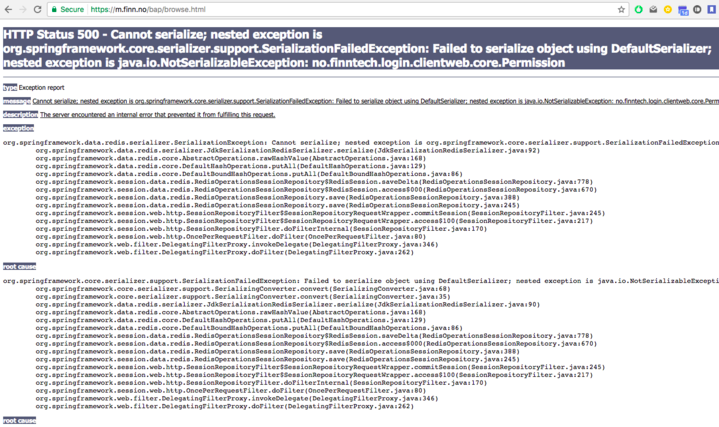 Secure https://m.finn.no/bap/browse.html
HTTP Status 500 - Cannot serialize; nested exception is
org.springframework.core.serializer.support.SerializationFailedException: Failed to serialize object using DefaultSerializer;
nested exception is java.io.NotSerializableException: no.finntech.login.clientweb.core.Permission
type Exception report
message Cannot serialize; nested exception is org.springframework.core.serializer.support.SerializationFailedException: Failed to serialize object using DefaultSerializer; nested exception is java.io.NotSerializableException: no.finntech.login.clientweb.core.Perm
description The server encountered an internal error that prevented it from fulfilling this request.
exception
org.springframework.data.redis.serializer.SerializationException: Cannot serialize; nested exception is org.springframework.core.serializer.support.SerializationFailedException
org.springframework.data.redis.serializer.JdkSerializationRedisSerializer.serialize(JdkSerializationRedisSerializer.java:92)
org.springframework.data.redis.core.AbstractOperations.rawHashValue(AbstractOperations.java:168)
org.springframework.data.redis.core.DefaultHashOperations.putAll(DefaultHashOperations.java:129)
org.springframework.data.redis.core.DefaultBoundHashOperations.putAll(DefaultBoundHashOperations.java:86)
org.springframework.session.data.redis.RedisOperationsSessionRepository$RedisSession.saveDelta(RedisOperationsSessionRepository.java:778)
org.springframework.session.data.redis.RedisOperationsSessionRepository$RedisSession.access$000(RedisOperationsSessionRepository.java:670)
org.springframework.session.data.redis.RedisOperationsSessionRepository.save(RedisOperationsSessionRepository.java:388)
org.springframework.session.data.redis.RedisOperationsSessionRepository.save(RedisOperationsSessionRepository.java:245)
org.springframework.session.web.http.SessionRepositoryFilter$SessionRepositoryRequestWrapper.commitSession(SessionRepositoryFilter.java:245)
org.springframework.session.web.http.SessionRepositoryFilter$SessionRepositoryRequestWrapper.access$100(SessionRepositoryFilter.java:217)
org.springframework.session.web.http.SessionRepositoryFilter.doFilterInternal(SessionRepositoryFilter.java:170)
org.springframework.session.web.http.OncePerRequestFilter.doFilter(OncePerRequestFilter.java:80)
org.springframework.web.filter.DelegatingFilterProxy.invokeDelegate(DelegatingFilterProxy.java:346)
org.springframework.web.filter.DelegatingFilterProxy.doFilter(DelegatingFilterProxy.java:262)
root cause
org.springframework.core.serializer.support.SerializationFailedException: Failed to serialize object using DefaultSerializer; nested exception is java.io.NotSerializableExcepti
org.springframework.core.serializer.support.SerializingConverter.convert(SerializingConverter.java:68)
org.springframework.core.serializer.support.SerializingConverter.convert(SerializingConverter.java:35)
org.springframework.data.redis.serializer.JdkSerializationRedisSerializer.serialize(JdkSerializationRedisSerializer.java:90)
org.springframework.data.redis.core.AbstractOperations.rawHashValue(AbstractOperations.java:168)
org.springframework.data.redis.core.DefaultHashOperations.putAll(DefaultHashOperations.java:129)
org.springframework.data.redis.core.DefaultBoundHashOperations.putAll(DefaultBoundHashOperations.java:86)
org.springframework.session.data.redis.RedisOperationsSessionRepository$RedisSession.saveDelta(RedisOperationsSessionRepository.java:778)
org.springframework.session.data.redis.RedisOperationsSessionRepository$RedisSession.access$000(RedisOperationsSessionRepository.java:670)
org.springframework.session.data.redis.RedisOperationsSessionRepository.save(RedisOperationsSessionRepository.java:388)
org.springframework.session.data.redis.RedisOperationsSessionRepository.save(RedisOperationsSessionRepository.java:245)
org.springframework.session.web.http.SessionRepositoryFilter$SessionRepositoryRequestWrapper.commitSession(SessionRepositoryFilter.java:245)
org.springframework.session.web.http.SessionRepositoryFilter$SessionRepositoryRequestWrapper.access$100(SessionRepositoryFilter.java:217)
org.springframework.session.web.http.SessionRepositoryFilter.doFilterInternal(SessionRepositoryFilter.java:170)
org.springframework.session.web.http.OncePerRequestFilter.doFilter(OncePerRequestFilter.java:80)
org.springframework.web.filter.DelegatingFilterProxy.invokeDelegate(DelegatingFilterProxy.java:346)
org.springframework.web.filter.DelegatingFilterProxy.doFilter(DelegatingFilterProxy.java:262)
root cause